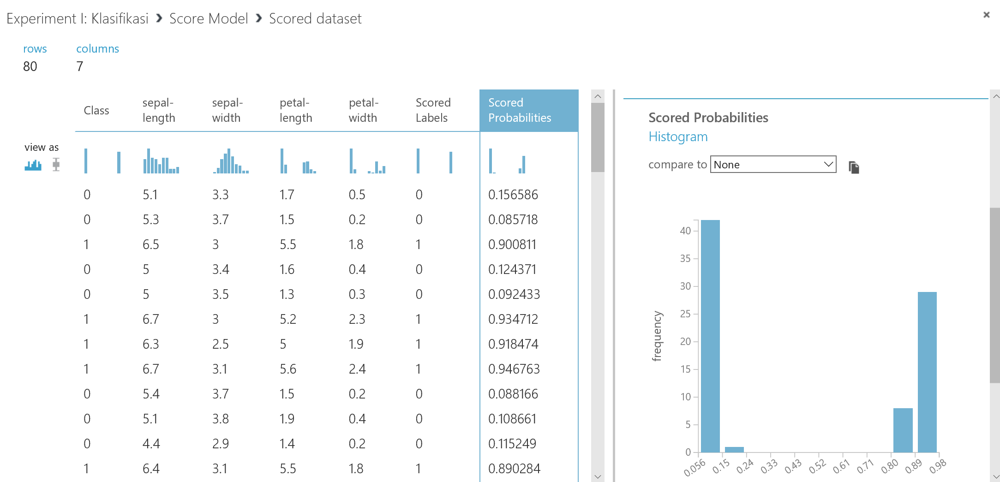 Experiment I: Klasifikasi > Score Model > Scored dataset
rows columns
80 7
Class sepal-length sepal-width petal-length petal-width Scored Labels Scored Probabilities
view as
0 5.1 3.3 1.7 0.5 0 0.156586
0 5.3 3.7 1.5 0.2 0 0.085718
1 6.5 3 5.5 1.8 1 0.900811
0 5 3.4 1.6 0.4 0 0.124371
0 5 3.5 1.3 0.3 0 0.092433
1 6.7 3 5.2 2.3 1 0.934712
1 6.3 2.5 5 1.9 1 0.918474
1 6.7 3.1 5.6 2.4 1 0.946763
0 5.4 3.7 1.5 0.2 0 0.088166
0 5.1 3.8 1.9 0.4 0 0.108661
0 4.4 2.9 1.4 0.2 0 0.115249
1 6.4 3.1 5.5 1.8 1 0.890284
Scored Probabilities
Histogram
compare to None
frequency
40
35
30
25
20
15
10
5
0
0.056 0.15 0.24 0.33 0.43 0.52 0.61 0.71 0.80 0.89 0.98